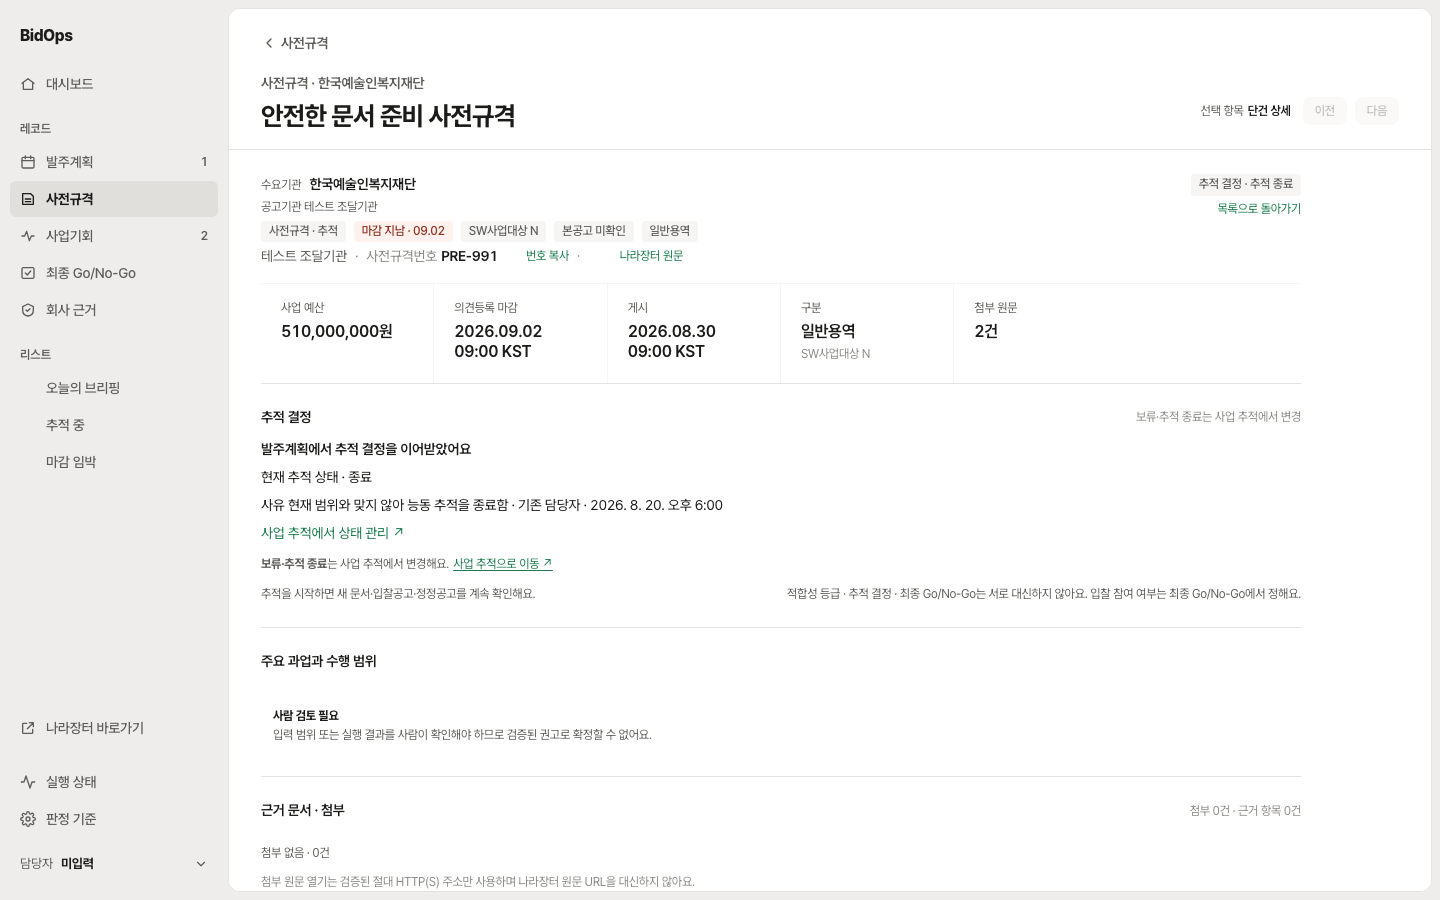 BidOps
대시보드
레코드
발주계획 1
사전규격
사업기회 2
최종 Go/No-Go
회사 근거
리스트
오늘의 브리핑
추적 중
마감 임박
나라장터 바로가기
실행 상태
판정 기준
담당자 미입력
사전규격
사전규격 · 한국예술인복지재단
안전한 문서 준비 사전규격
선택 항목 단건 상세 이전 다음
수요기관 한국예술인복지재단
공고기관 테스트 조달기관
사전규격 · 추적 마감 지남 · 09.02 SW사업대상 N 본공고 미확인 일반용역
테스트 조달기관 · 사전규격번호 PRE-991 번호 복사 · 나라장터 원문
추적 결정 · 추적 종료
목록으로 돌아가기
사업 예산
510,000,000원
의견등록 마감
2026.09.02
09:00 KST
게시
2026.08.30
09:00 KST
구분
일반용역
SW사업대상 N
첨부 원문
2건
추적 결정 보류·추적 종료는 사업 추적에서 변경
발주계획에서 추적 결정을 이어받았어요
현재 추적 상태 · 종료
사유 현재 범위와 맞지 않아 능동 추적을 종료함 · 기존 담당자 · 2026. 8. 20. 오후 6:00
사업 추적에서 상태 관리 ↗
보류·추적 종료는 사업 추적에서 변경해요. 사업 추적으로 이동 ↗
추적을 시작하면 새 문서·입찰공고·정정공고를 계속 확인해요. 적합성 등급 · 추적 결정 · 최종 Go/No-Go는 서로 대신하지 않아요. 입찰 참여 여부는 최종 Go/No-Go에서 정해요.
주요 과업과 수행 범위
사람 검토 필요
입력 범위 또는 실행 결과를 사람이 확인해야 하므로 검증된 권고로 확정할 수 없어요.
근거 문서 · 첨부 첨부 0건 · 근거 항목 0건
첨부 없음 · 0건
첨부 원문 열기는 검증된 절대 HTTP(S) 주소만 사용하며 나라장터 원문 URL을 대신하지 않아요.